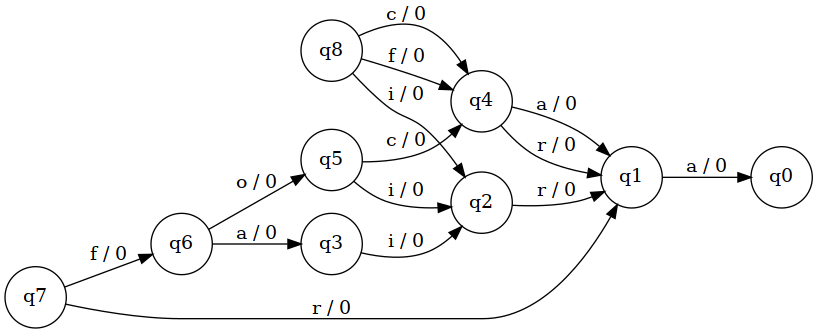 c / 0
q8
f / 0
i / 0
q4
a / 0
c / 0
r / 0
q5
q1
a / 0
q0
o / 0
i / 0
q2
r / 0
q6
a / 0
q3
i / 0
f / 0
q7
r / 0